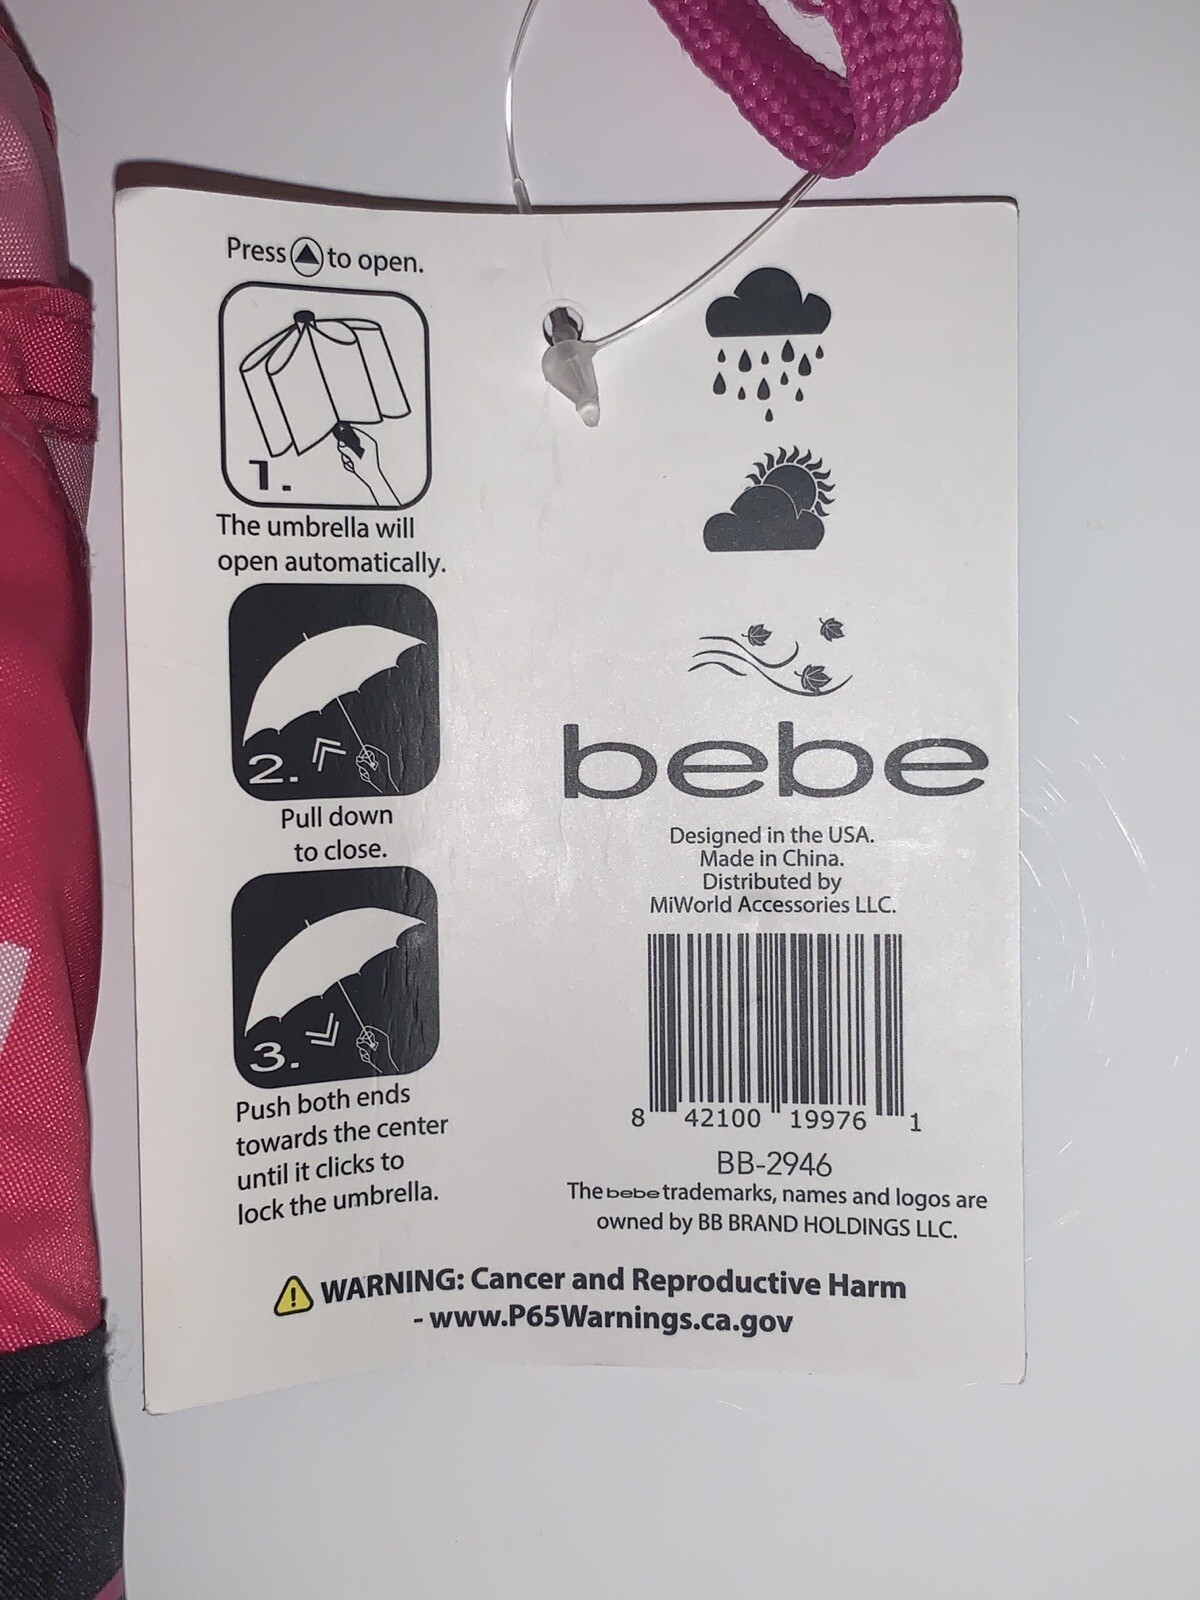 Press ▲ to open.
1.
The umbrella will
open automatically.
2.
Pull down
to close.
3.
Push both ends
towards the center
until it clicks to
lock the umbrella.
bebe
Designed in the USA.
Made in China.
Distributed by
MiWorld Accessories LLC.
8 42100 19976 1
BB-2946
The bebe trademarks, names and logos are
owned by BB BRAND HOLDINGS LLC.
WARNING: Cancer and Reproductive Harm
- www.P65Warnings.ca.gov